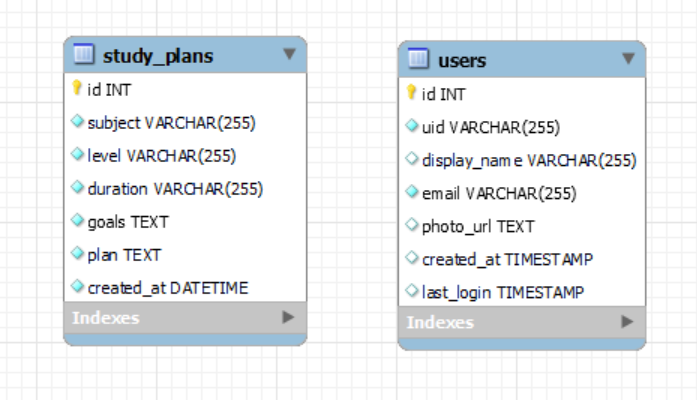 study_plans
id INT
subject VARCHAR(255)
level VARCHAR(255)
duration VARCHAR(255)
goals TEXT
plan TEXT
created_at DATETIME
Indexes
users
id INT
uid VARCHAR(255)
display_name VARCHAR(255)
email VARCHAR(255)
photo_url TEXT
created_at TIMESTAMP
last_login TIMESTAMP
Indexes